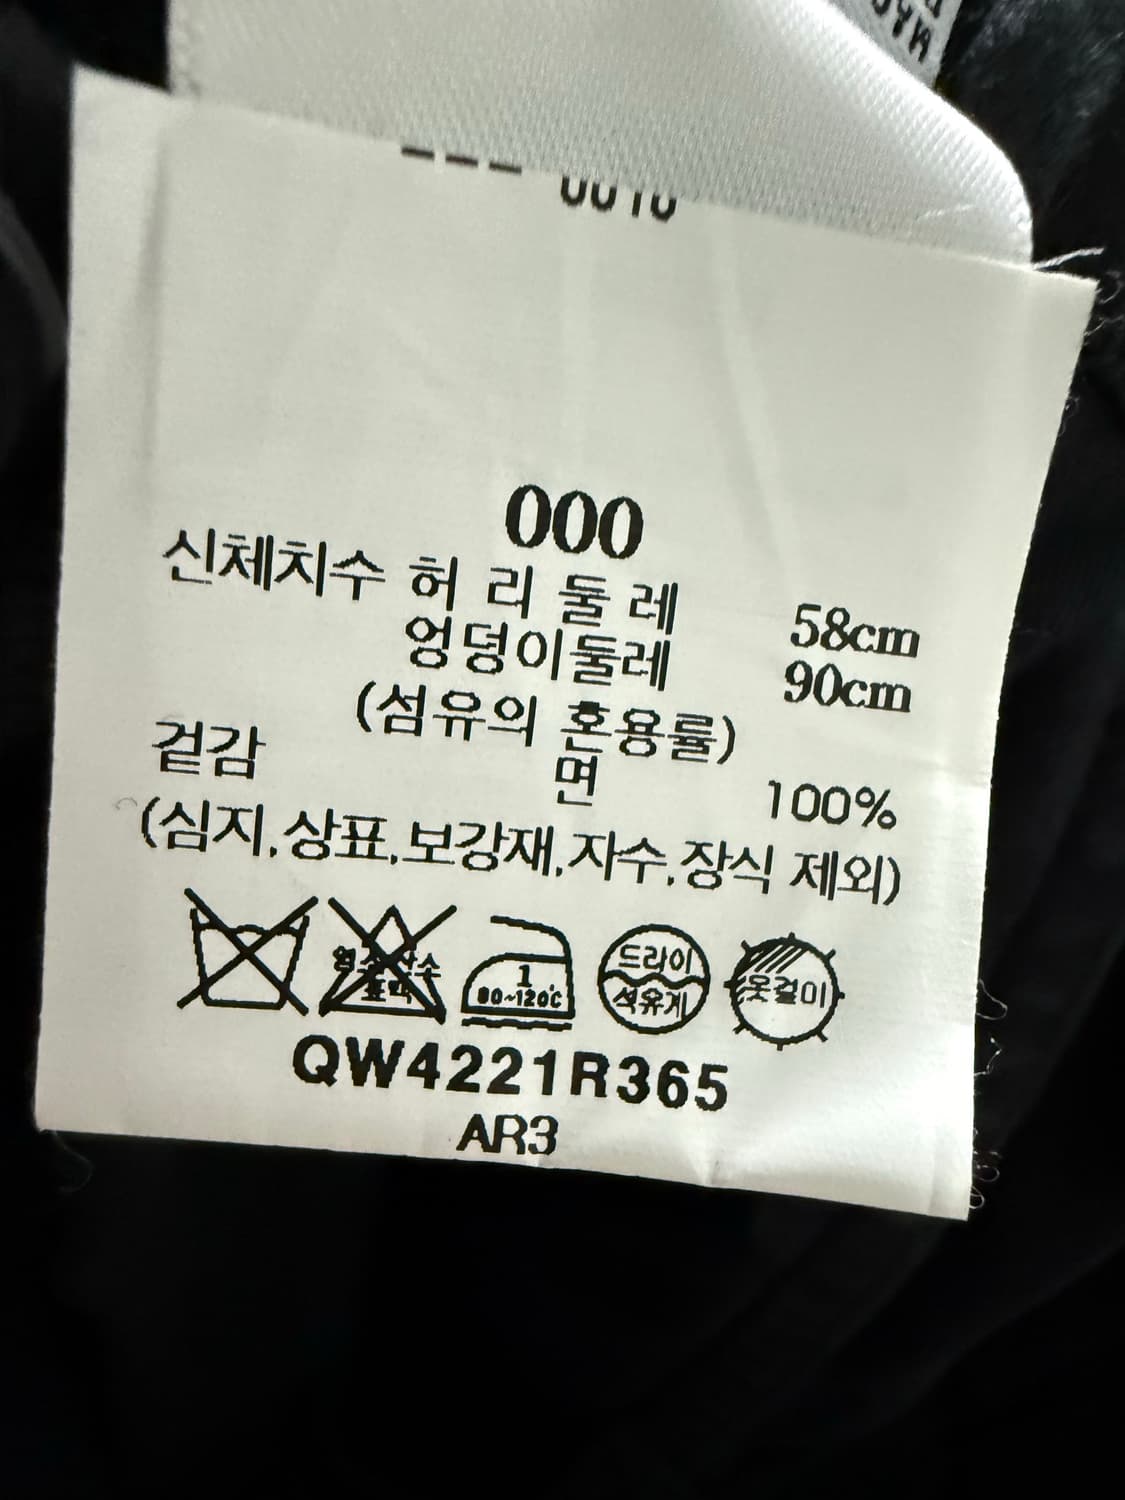 000
신체치수 허 리 둘 레 58cm
엉덩이둘레 90cm
(섬유의 혼용률)
겉감 면 100%
(심지,상표,보강재,자수,장식 제외)
1
80~120℃
드라이
석유계
옷걸이
QW4221R365
AR3